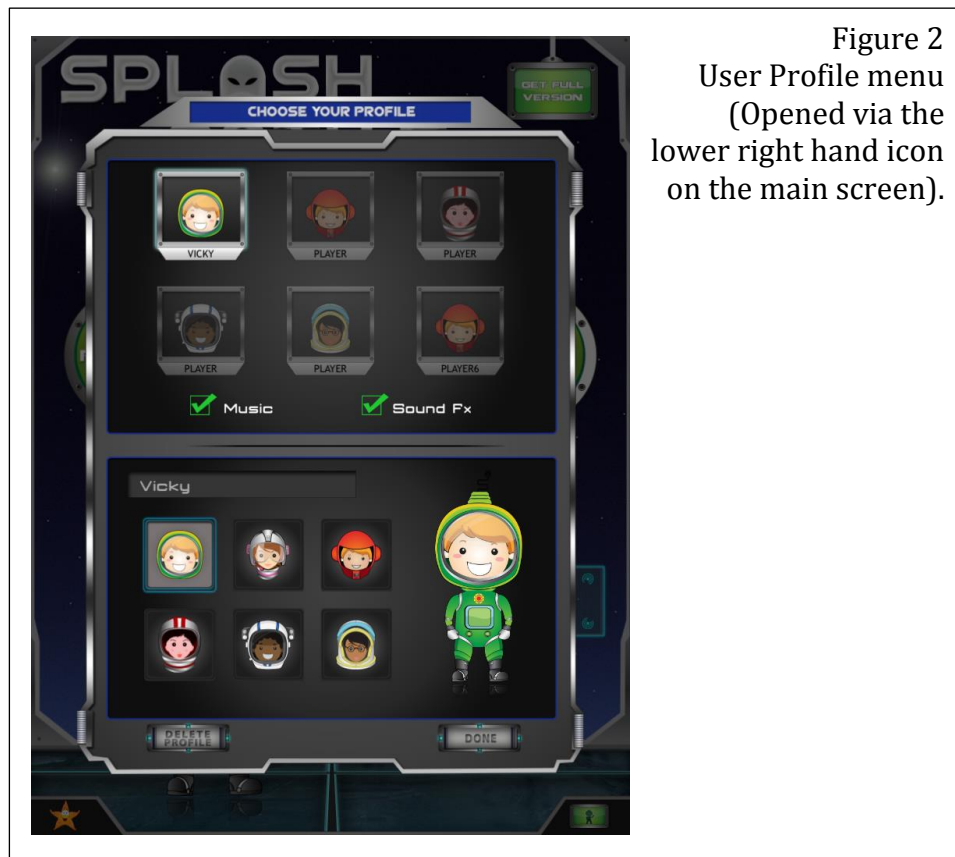 Figure 2
User Profile menu
(Opened via the
lower right hand icon
on the main screen).
SPLASH
GET FULL
VERSION
CHOOSE YOUR PROFILE
VICKY
PLAYER
PLAYER
PLAYER
PLAYER
PLAYER6
Music
Sound Fx
Vicky
DELETE
PROFILE
DONE